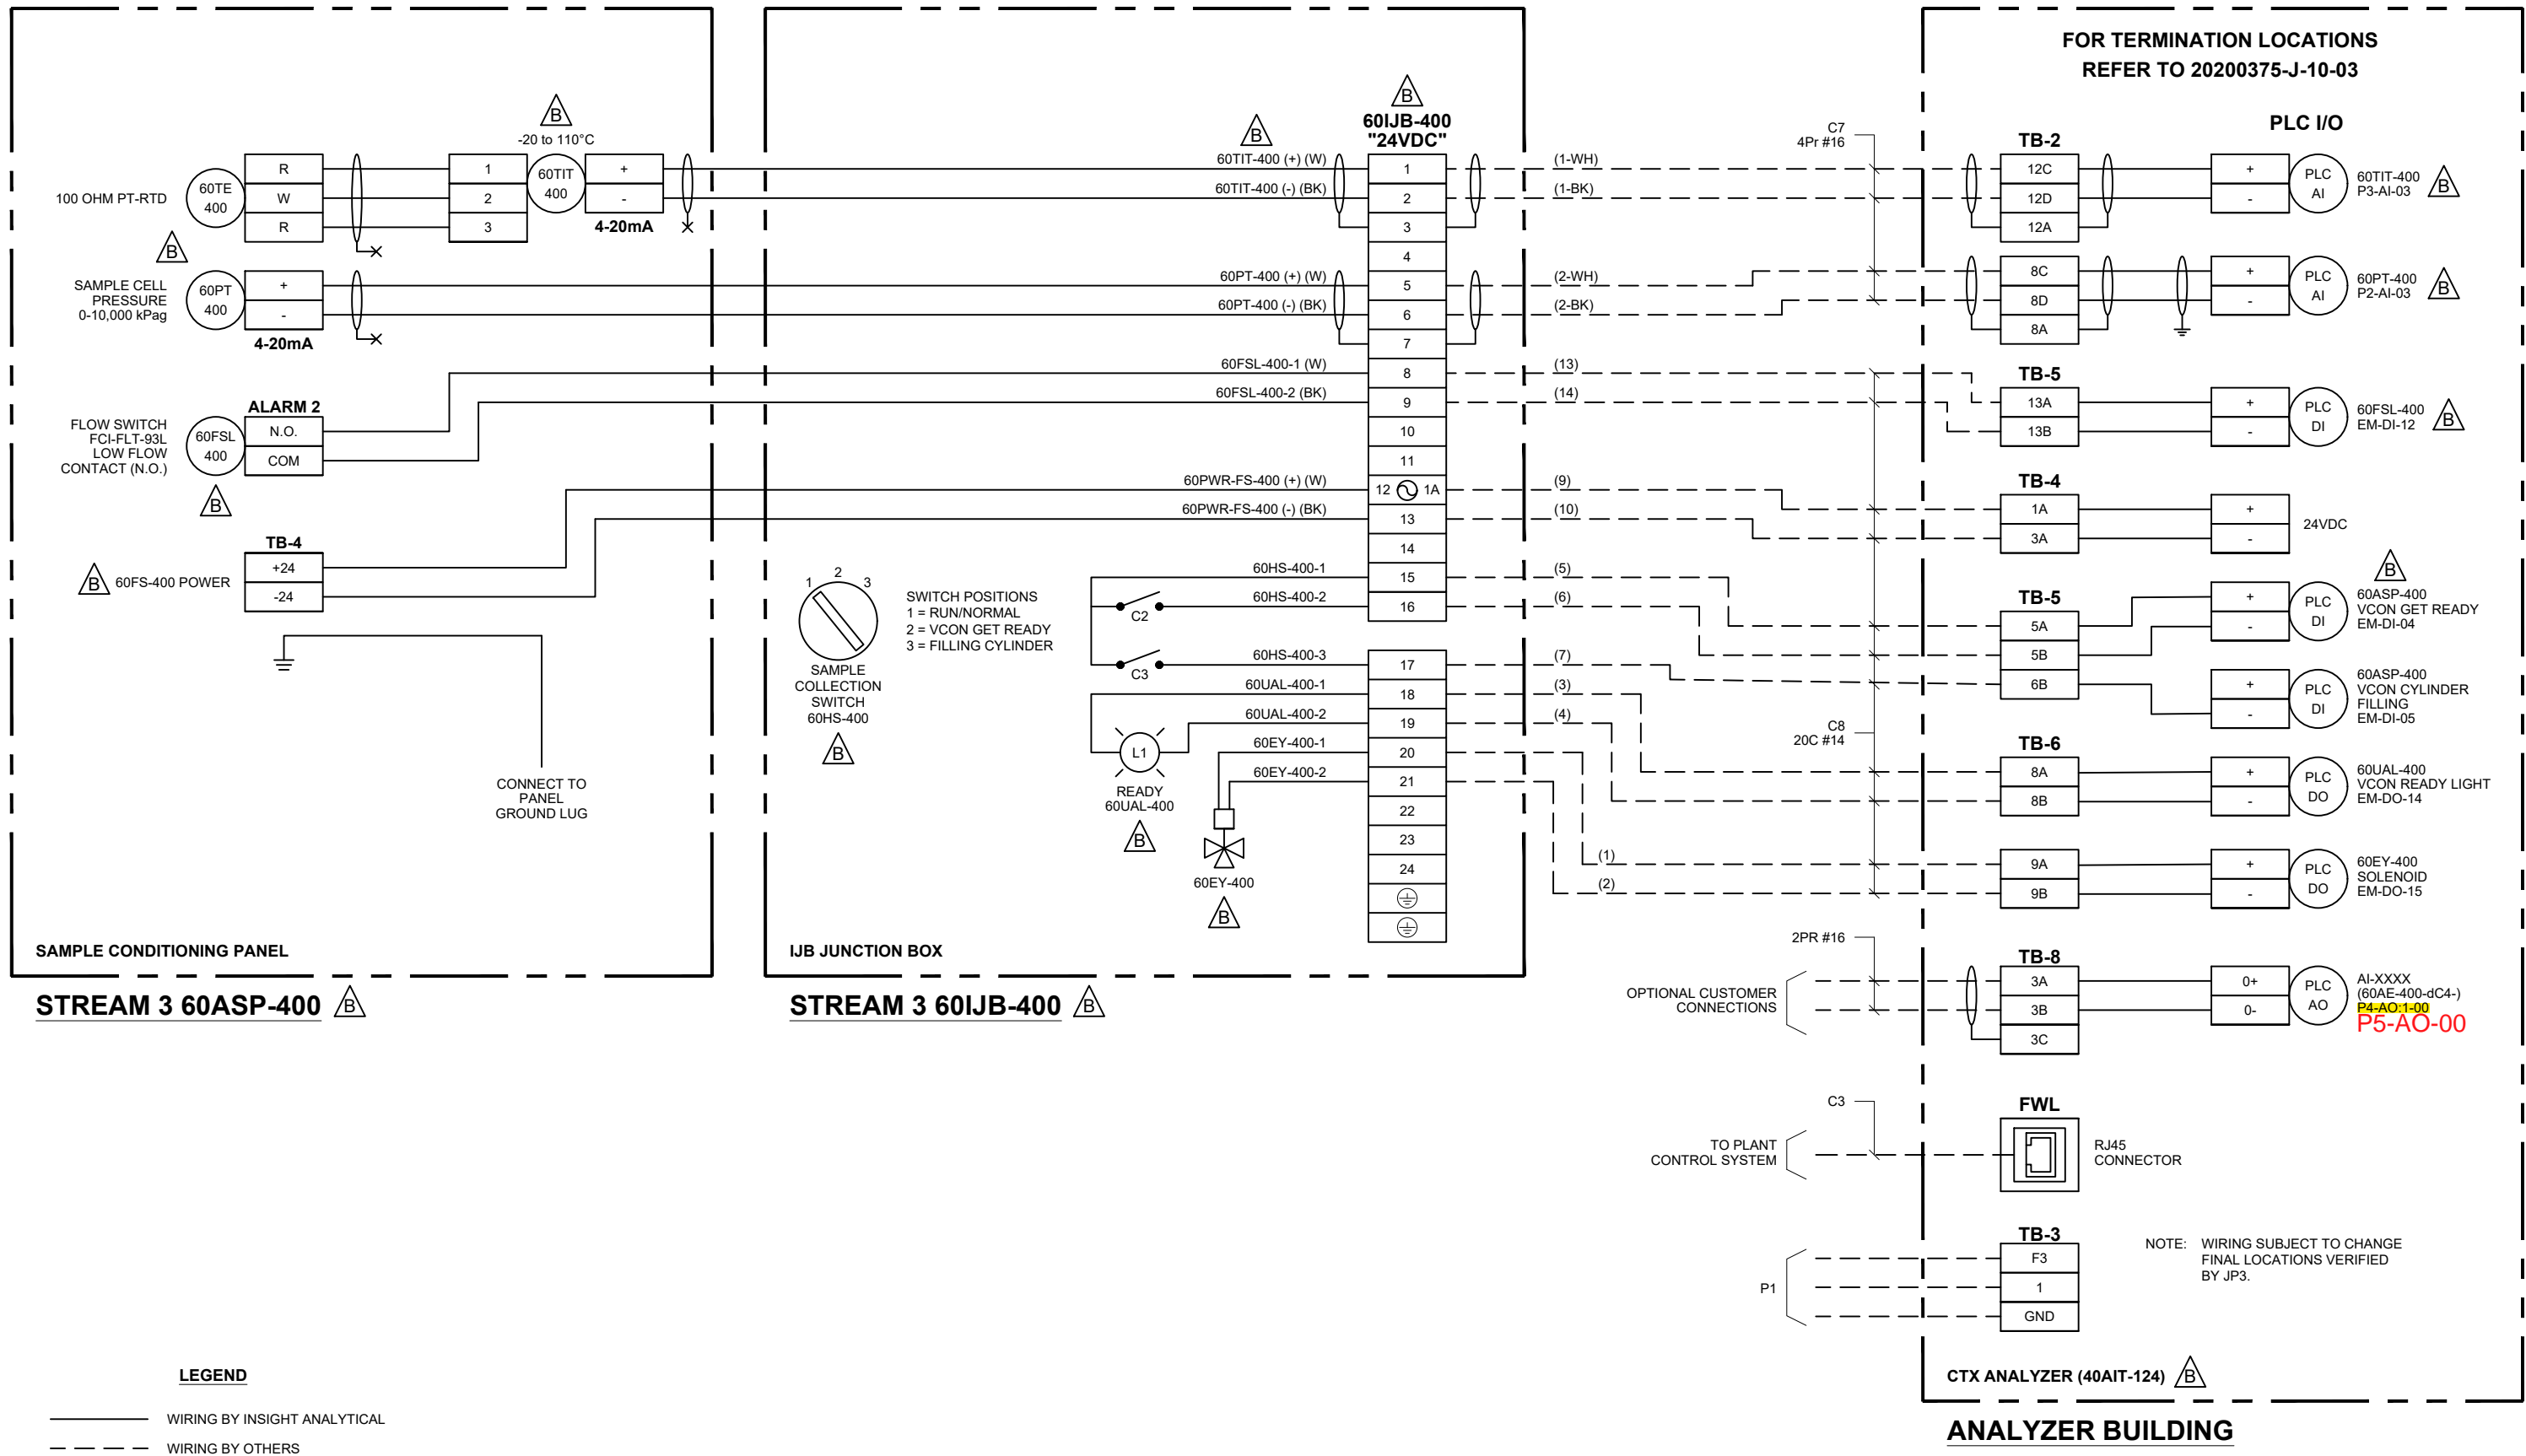 100 OHM PT-RTD
60TE
400
R
W
R
B
B
-20 to 110°C
1
2
3
60TIT
400
+
-
4-20mA
SAMPLE CELL
PRESSURE
0-10,000 kPag
60PT
400
+
-
4-20mA
FLOW SWITCH
FCI-FLT-93L
LOW FLOW
CONTACT (N.O.)
60FSL
400
ALARM 2
N.O.
COM
B
B
60FS-400 POWER
TB-4
+24
-24
CONNECT TO
PANEL
GROUND LUG
SAMPLE CONDITIONING PANEL
STREAM 3 60ASP-400
B
B
B
60IJB-400
"24VDC"
60TIT-400 (+) (W)
60TIT-400 (-) (BK)
60PT-400 (+) (W)
60PT-400 (-) (BK)
60FSL-400-1 (W)
60FSL-400-2 (BK)
60PWR-FS-400 (+) (W)
60PWR-FS-400 (-) (BK)
60HS-400-1
60HS-400-2
60HS-400-3
60UAL-400-1
60UAL-400-2
60EY-400-1
60EY-400-2
1
2
3
4
5
6
7
8
9
10
11
12 1A
13
14
15
16
17
18
19
20
21
22
23
24
1
2
3
SAMPLE
COLLECTION
SWITCH
60HS-400
B
SWITCH POSITIONS
1 = RUN/NORMAL
2 = VCON GET READY
3 = FILLING CYLINDER
C2
C3
L1
READY
60UAL-400
B
60EY-400
B
IJB JUNCTION BOX
STREAM 3 60IJB-400
B
(1-WH)
(1-BK)
(2-WH)
(2-BK)
(13)
(14)
(9)
(10)
(5)
(6)
(7)
(3)
(4)
(1)
(2)
C7
4Pr #16
C8
20C #14
2PR #16
OPTIONAL CUSTOMER
CONNECTIONS
C3
TO PLANT
CONTROL SYSTEM
P1
FOR TERMINATION LOCATIONS
REFER TO 20200375-J-10-03
PLC I/O
TB-2
12C
12D
12A
+
-
PLC
AI
60TIT-400
P3-AI-03
B
8C
8D
8A
+
-
PLC
AI
60PT-400
P2-AI-03
B
TB-5
13A
13B
+
-
PLC
DI
60FSL-400
EM-DI-12
B
TB-4
1A
3A
+
-
24VDC
B
TB-5
5A
5B
6B
+
-
PLC
DI
60ASP-400
VCON GET READY
EM-DI-04
+
-
PLC
DI
60ASP-400
VCON CYLINDER
FILLING
EM-DI-05
TB-6
8A
8B
+
-
PLC
DO
60UAL-400
VCON READY LIGHT
EM-DO-14
9A
9B
+
-
PLC
DO
60EY-400
SOLENOID
EM-DO-15
TB-8
3A
3B
3C
0+
0-
PLC
AO
AI-XXXX
(60AE-400-dC4-)
P4-AO:1-00
P5-AO-00
FWL
RJ45
CONNECTOR
TB-3
F3
1
GND
NOTE: WIRING SUBJECT TO CHANGE
FINAL LOCATIONS VERIFIED
BY JP3.
CTX ANALYZER (40AIT-124)
B
ANALYZER BUILDING
LEGEND
WIRING BY INSIGHT ANALYTICAL
WIRING BY OTHERS